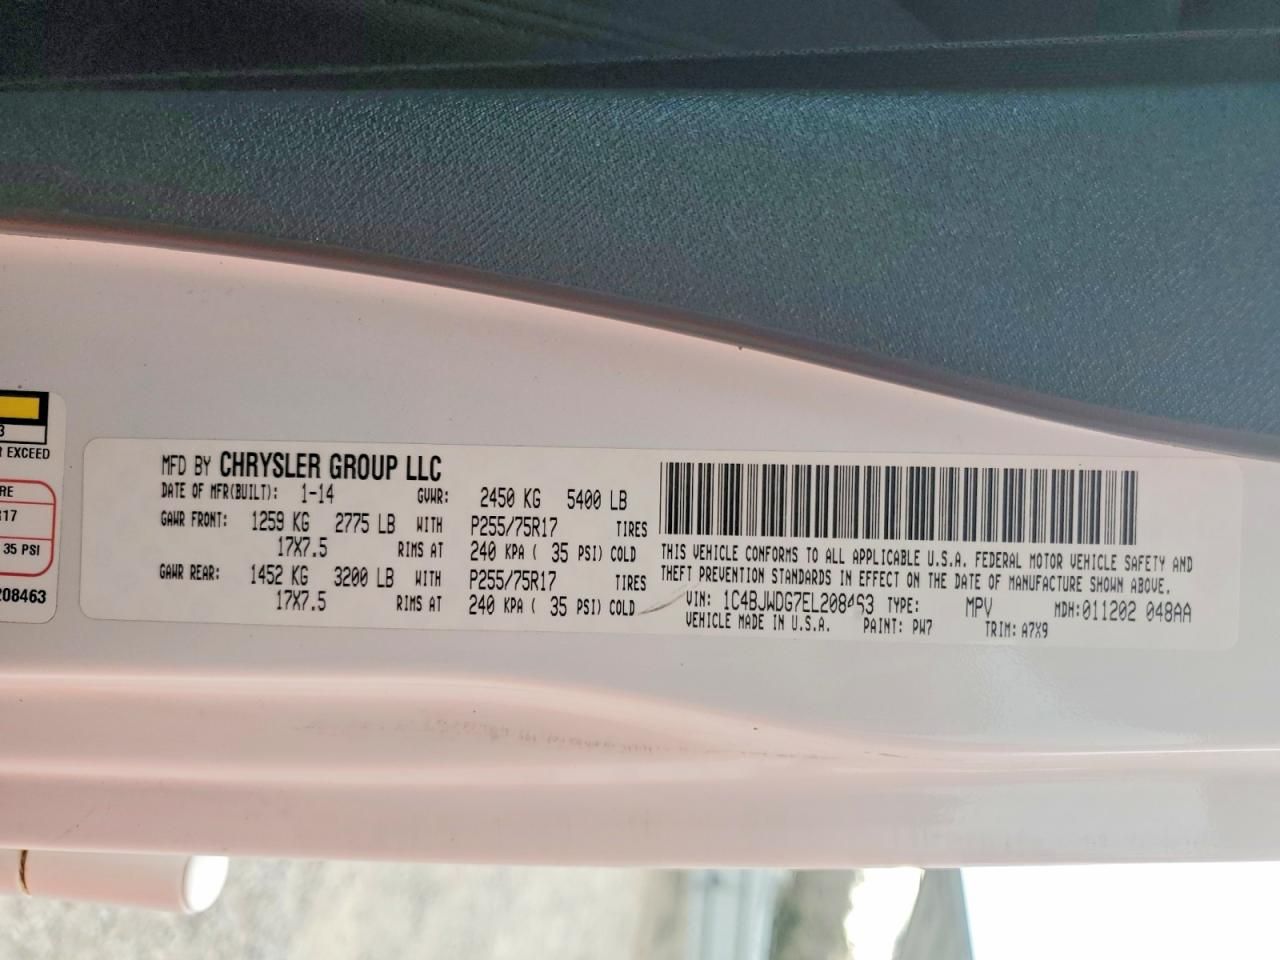 3
R EXCEED
RE
R17
35 PSI
208463
MFD BY CHRYSLER GROUP LLC
DATE OF MFR(BUILT): 1-14 GVWR: 2450 KG 5400 LB
GAWR FRONT: 1259 KG 2775 LB WITH P255/75R17 TIRES
17X7.5 RIMS AT 240 KPA ( 35 PSI) COLD
GAWR REAR: 1452 KG 3200 LB WITH P255/75R17 TIRES
17X7.5 RIMS AT 240 KPA ( 35 PSI) COLD
THIS VEHICLE CONFORMS TO ALL APPLICABLE U.S.A. FEDERAL MOTOR VEHICLE SAFETY AND
THEFT PREVENTION STANDARDS IN EFFECT ON THE DATE OF MANUFACTURE SHOWN ABOVE.
VIN: 1C4BJWDG7EL208463 TYPE: MPV MDH:011202 048AA
VEHICLE MADE IN U.S.A. PAINT: PW7 TRIM: A7X9